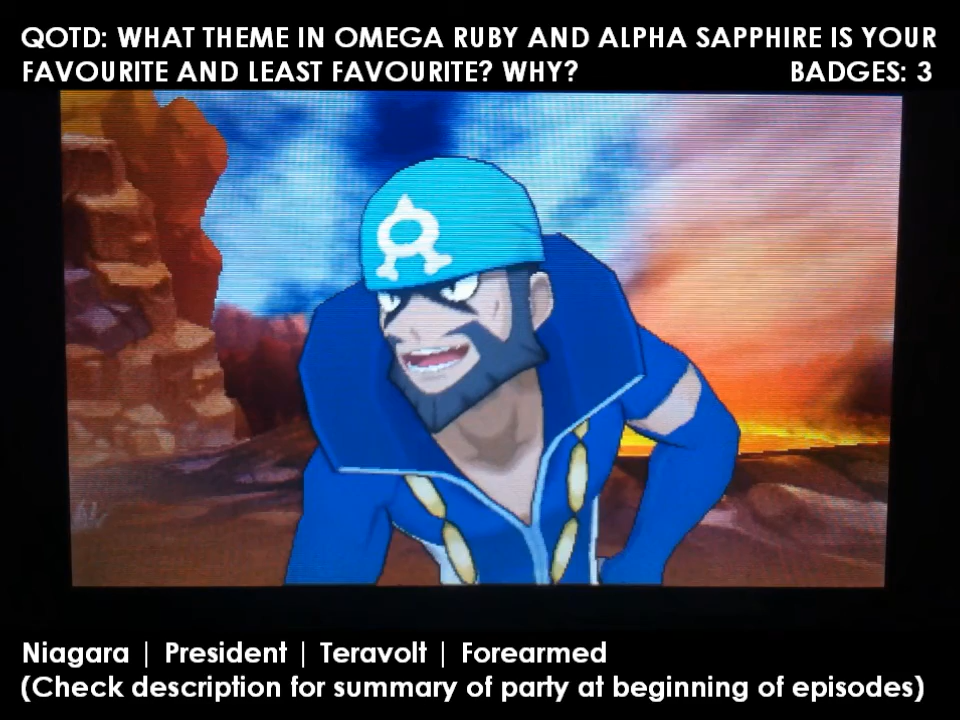 QOTD: WHAT THEME IN OMEGA RUBY AND ALPHA SAPPHIRE IS YOUR
FAVOURITE AND LEAST FAVOURITE? WHY? BADGES: 3
Niagara | President | Teravolt | Forearmed
(Check description for summary of party at beginning of episodes)